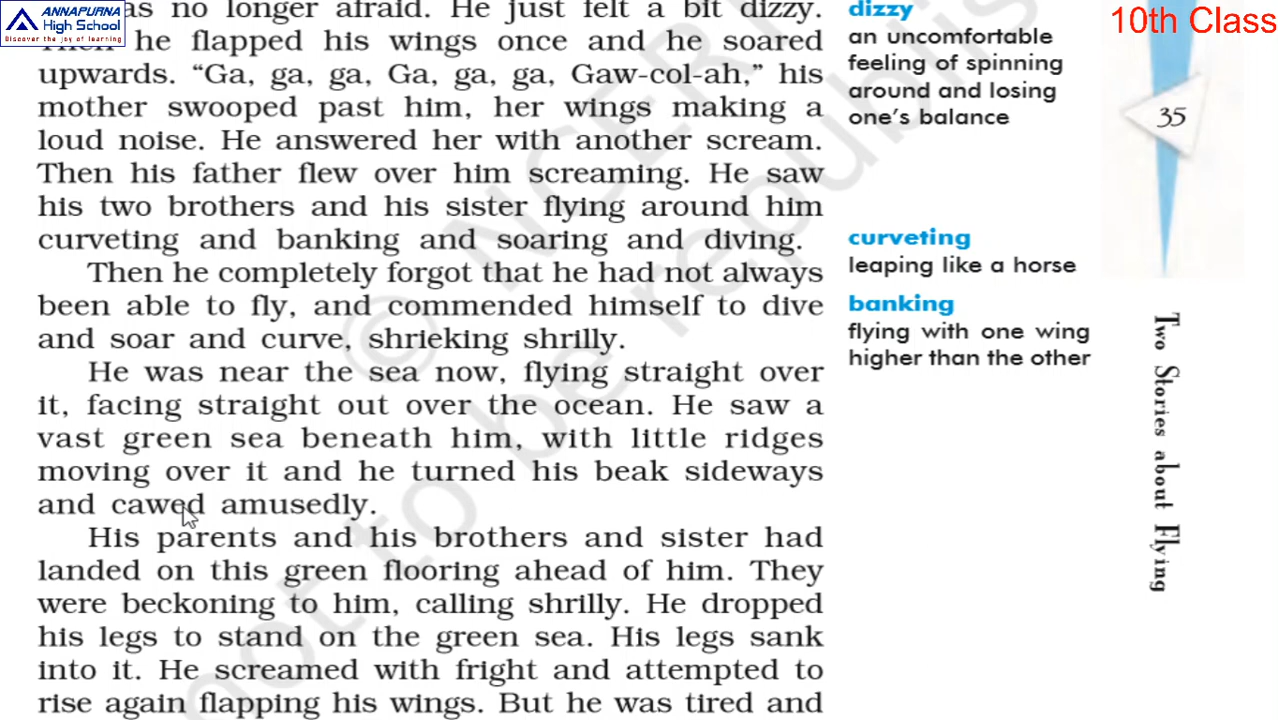 as no longer afraid. He just felt a bit dizzy.
Then he flapped his wings once and he soared
upwards. “Ga, ga, ga, Ga, ga, ga, Gaw-col-ah,” his
mother swooped past him, her wings making a
loud noise. He answered her with another scream.
Then his father flew over him screaming. He saw
his two brothers and his sister flying around him
curveting and banking and soaring and diving.
Then he completely forgot that he had not always
been able to fly, and commended himself to dive
and soar and curve, shrieking shrilly.
He was near the sea now, flying straight over
it, facing straight out over the ocean. He saw a
vast green sea beneath him, with little ridges
moving over it and he turned his beak sideways
and cawed amusedly.
His parents and his brothers and sister had
landed on this green flooring ahead of him. They
were beckoning to him, calling shrilly. He dropped
his legs to stand on the green sea. His legs sank
into it. He screamed with fright and attempted to
rise again flapping his wings. But he was tired and
dizzy
an uncomfortable
feeling of spinning
around and losing
one’s balance
curveting
leaping like a horse
banking
flying with one wing
higher than the other
10th Class
35
Two Stories about Flying
ANNAPURNA
High School
Discover the joy of learning
© NCERT
not to be republis